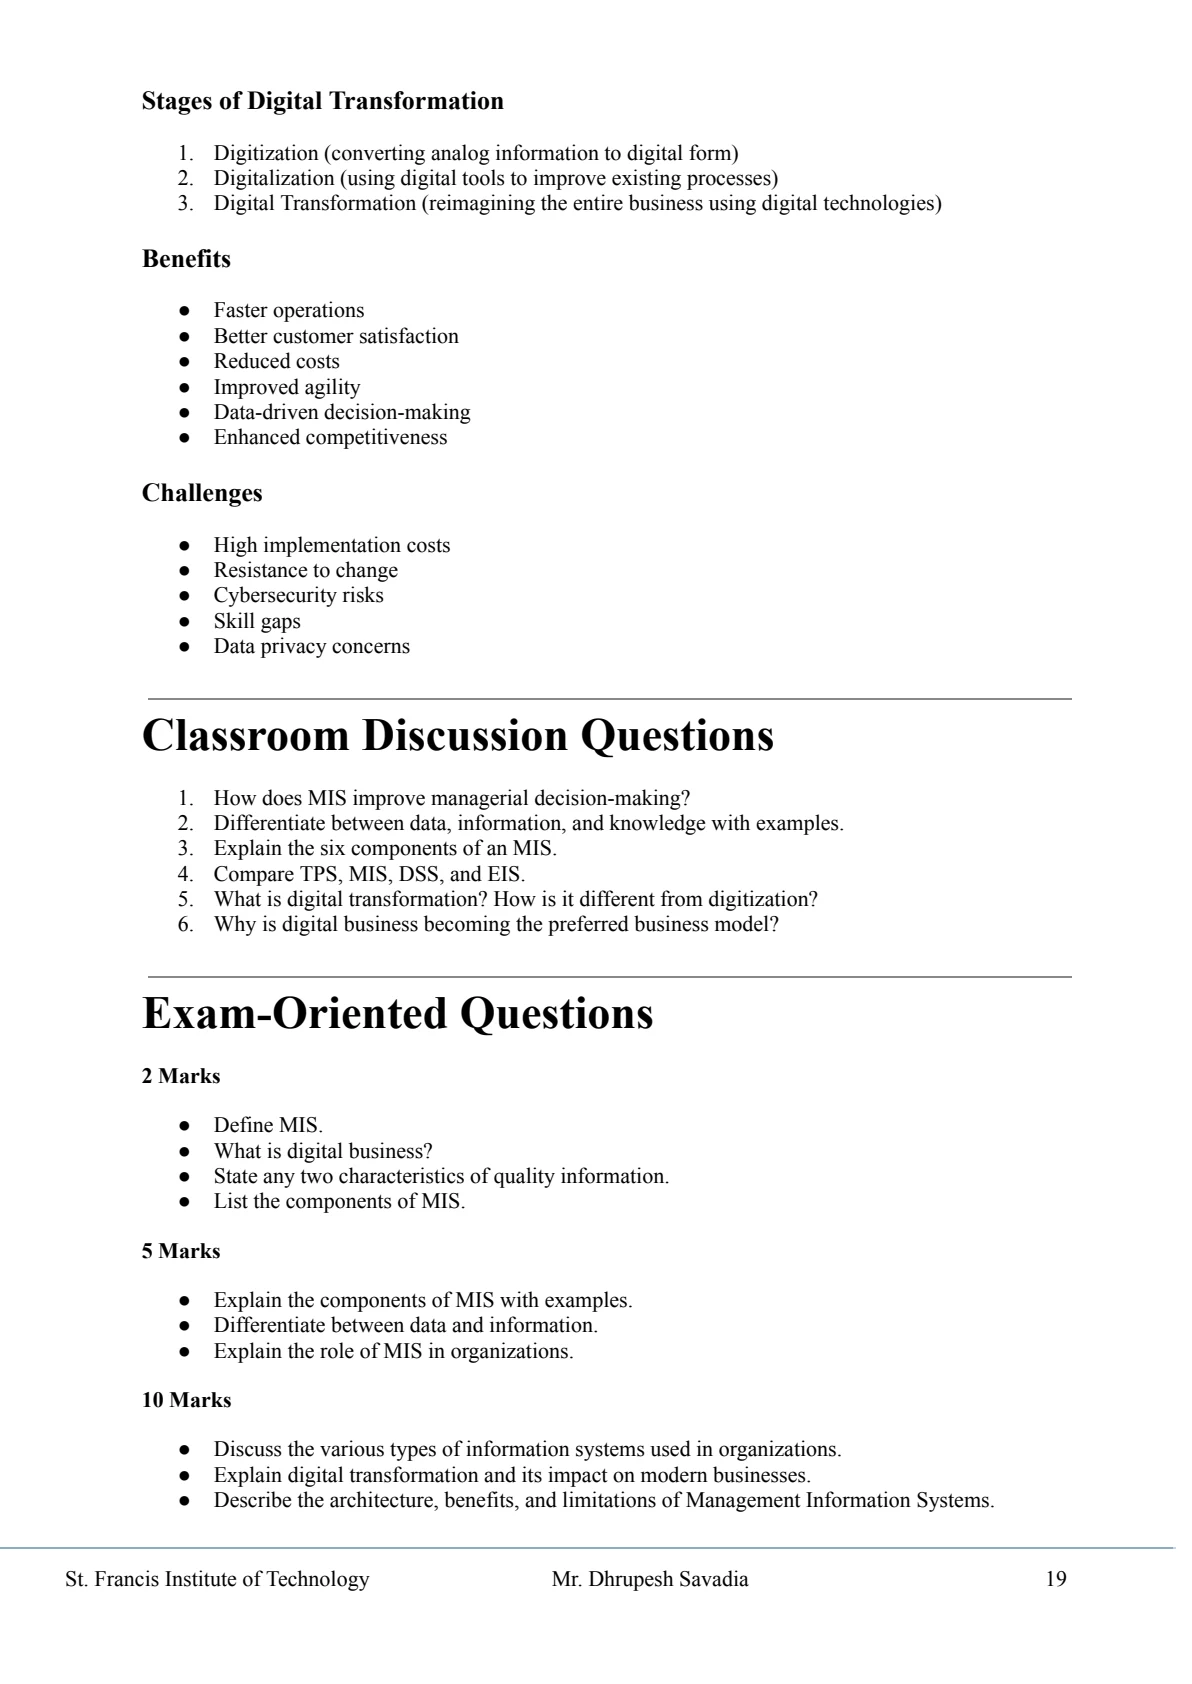 Stages of Digital Transformation
1. Digitization (converting analog information to digital form)
2. Digitalization (using digital tools to improve existing processes)
3. Digital Transformation (reimagining the entire business using digital technologies)
Benefits
● Faster operations
● Better customer satisfaction
● Reduced costs
● Improved agility
● Data-driven decision-making
● Enhanced competitiveness
Challenges
● High implementation costs
● Resistance to change
● Cybersecurity risks
● Skill gaps
● Data privacy concerns
Classroom Discussion Questions
1. How does MIS improve managerial decision-making?
2. Differentiate between data, information, and knowledge with examples.
3. Explain the six components of an MIS.
4. Compare TPS, MIS, DSS, and EIS.
5. What is digital transformation? How is it different from digitization?
6. Why is digital business becoming the preferred business model?
Exam-Oriented Questions
2 Marks
● Define MIS.
● What is digital business?
● State any two characteristics of quality information.
● List the components of MIS.
5 Marks
● Explain the components of MIS with examples.
● Differentiate between data and information.
● Explain the role of MIS in organizations.
10 Marks
● Discuss the various types of information systems used in organizations.
● Explain digital transformation and its impact on modern businesses.
● Describe the architecture, benefits, and limitations of Management Information Systems.
St. Francis Institute of Technology Mr. Dhrupesh Savadia 19